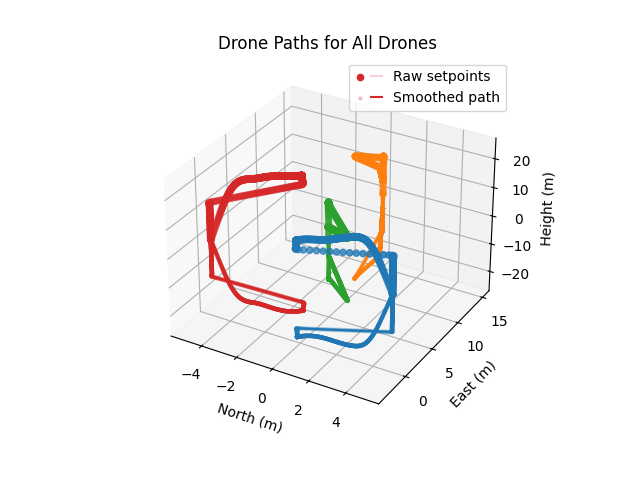 Drone Paths for All Drones
Raw setpoints
Smoothed path
20
10
0
−10
−20
Height (m)
15
10
5
0
East (m)
−4
−2
0
2
4
North (m)